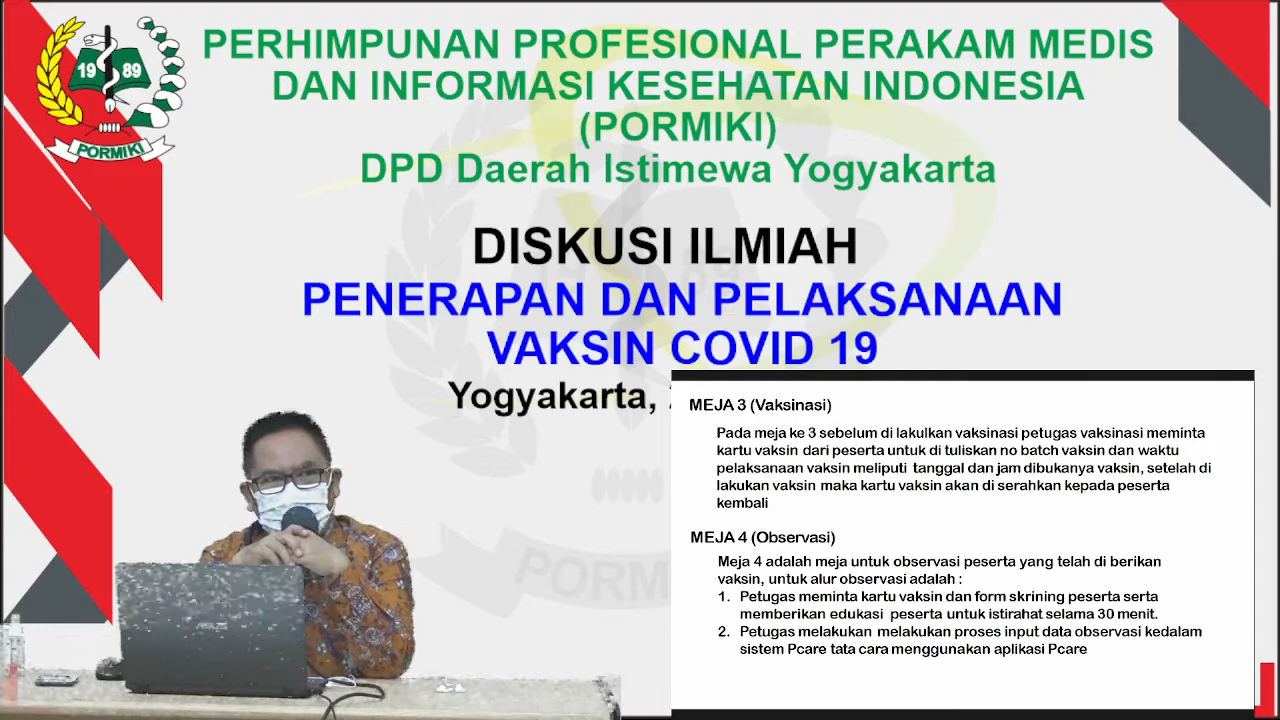 PERHIMPUNAN PROFESIONAL PERAKAM MEDIS
DAN INFORMASI KESEHATAN INDONESIA
(PORMIKI)
DPD Daerah Istimewa Yogyakarta
19 89
PORMIKI
DISKUSI ILMIAH
PENERAPAN DAN PELAKSANAAN
VAKSIN COVID 19
Yogyakarta,
MEJA 3 (Vaksinasi)
Pada meja ke 3 sebelum di lakulkan vaksinasi petugas vaksinasi meminta
kartu vaksin dari peserta untuk di tuliskan no batch vaksin dan waktu
pelaksanaan vaksin meliputi tanggal dan jam dibukanya vaksin, setelah di
lakukan vaksin maka kartu vaksin akan di serahkan kepada peserta
kembali
MEJA 4 (Observasi)
Meja 4 adalah meja untuk observasi peserta yang telah di berikan
vaksin, untuk alur observasi adalah :
1. Petugas meminta kartu vaksin dan form skrining peserta serta
memberikan edukasi peserta untuk istirahat selama 30 menit.
2. Petugas melakukan melakukan proses input data observasi kedalam
sistem Pcare tata cara menggunakan aplikasi Pcare
PORM